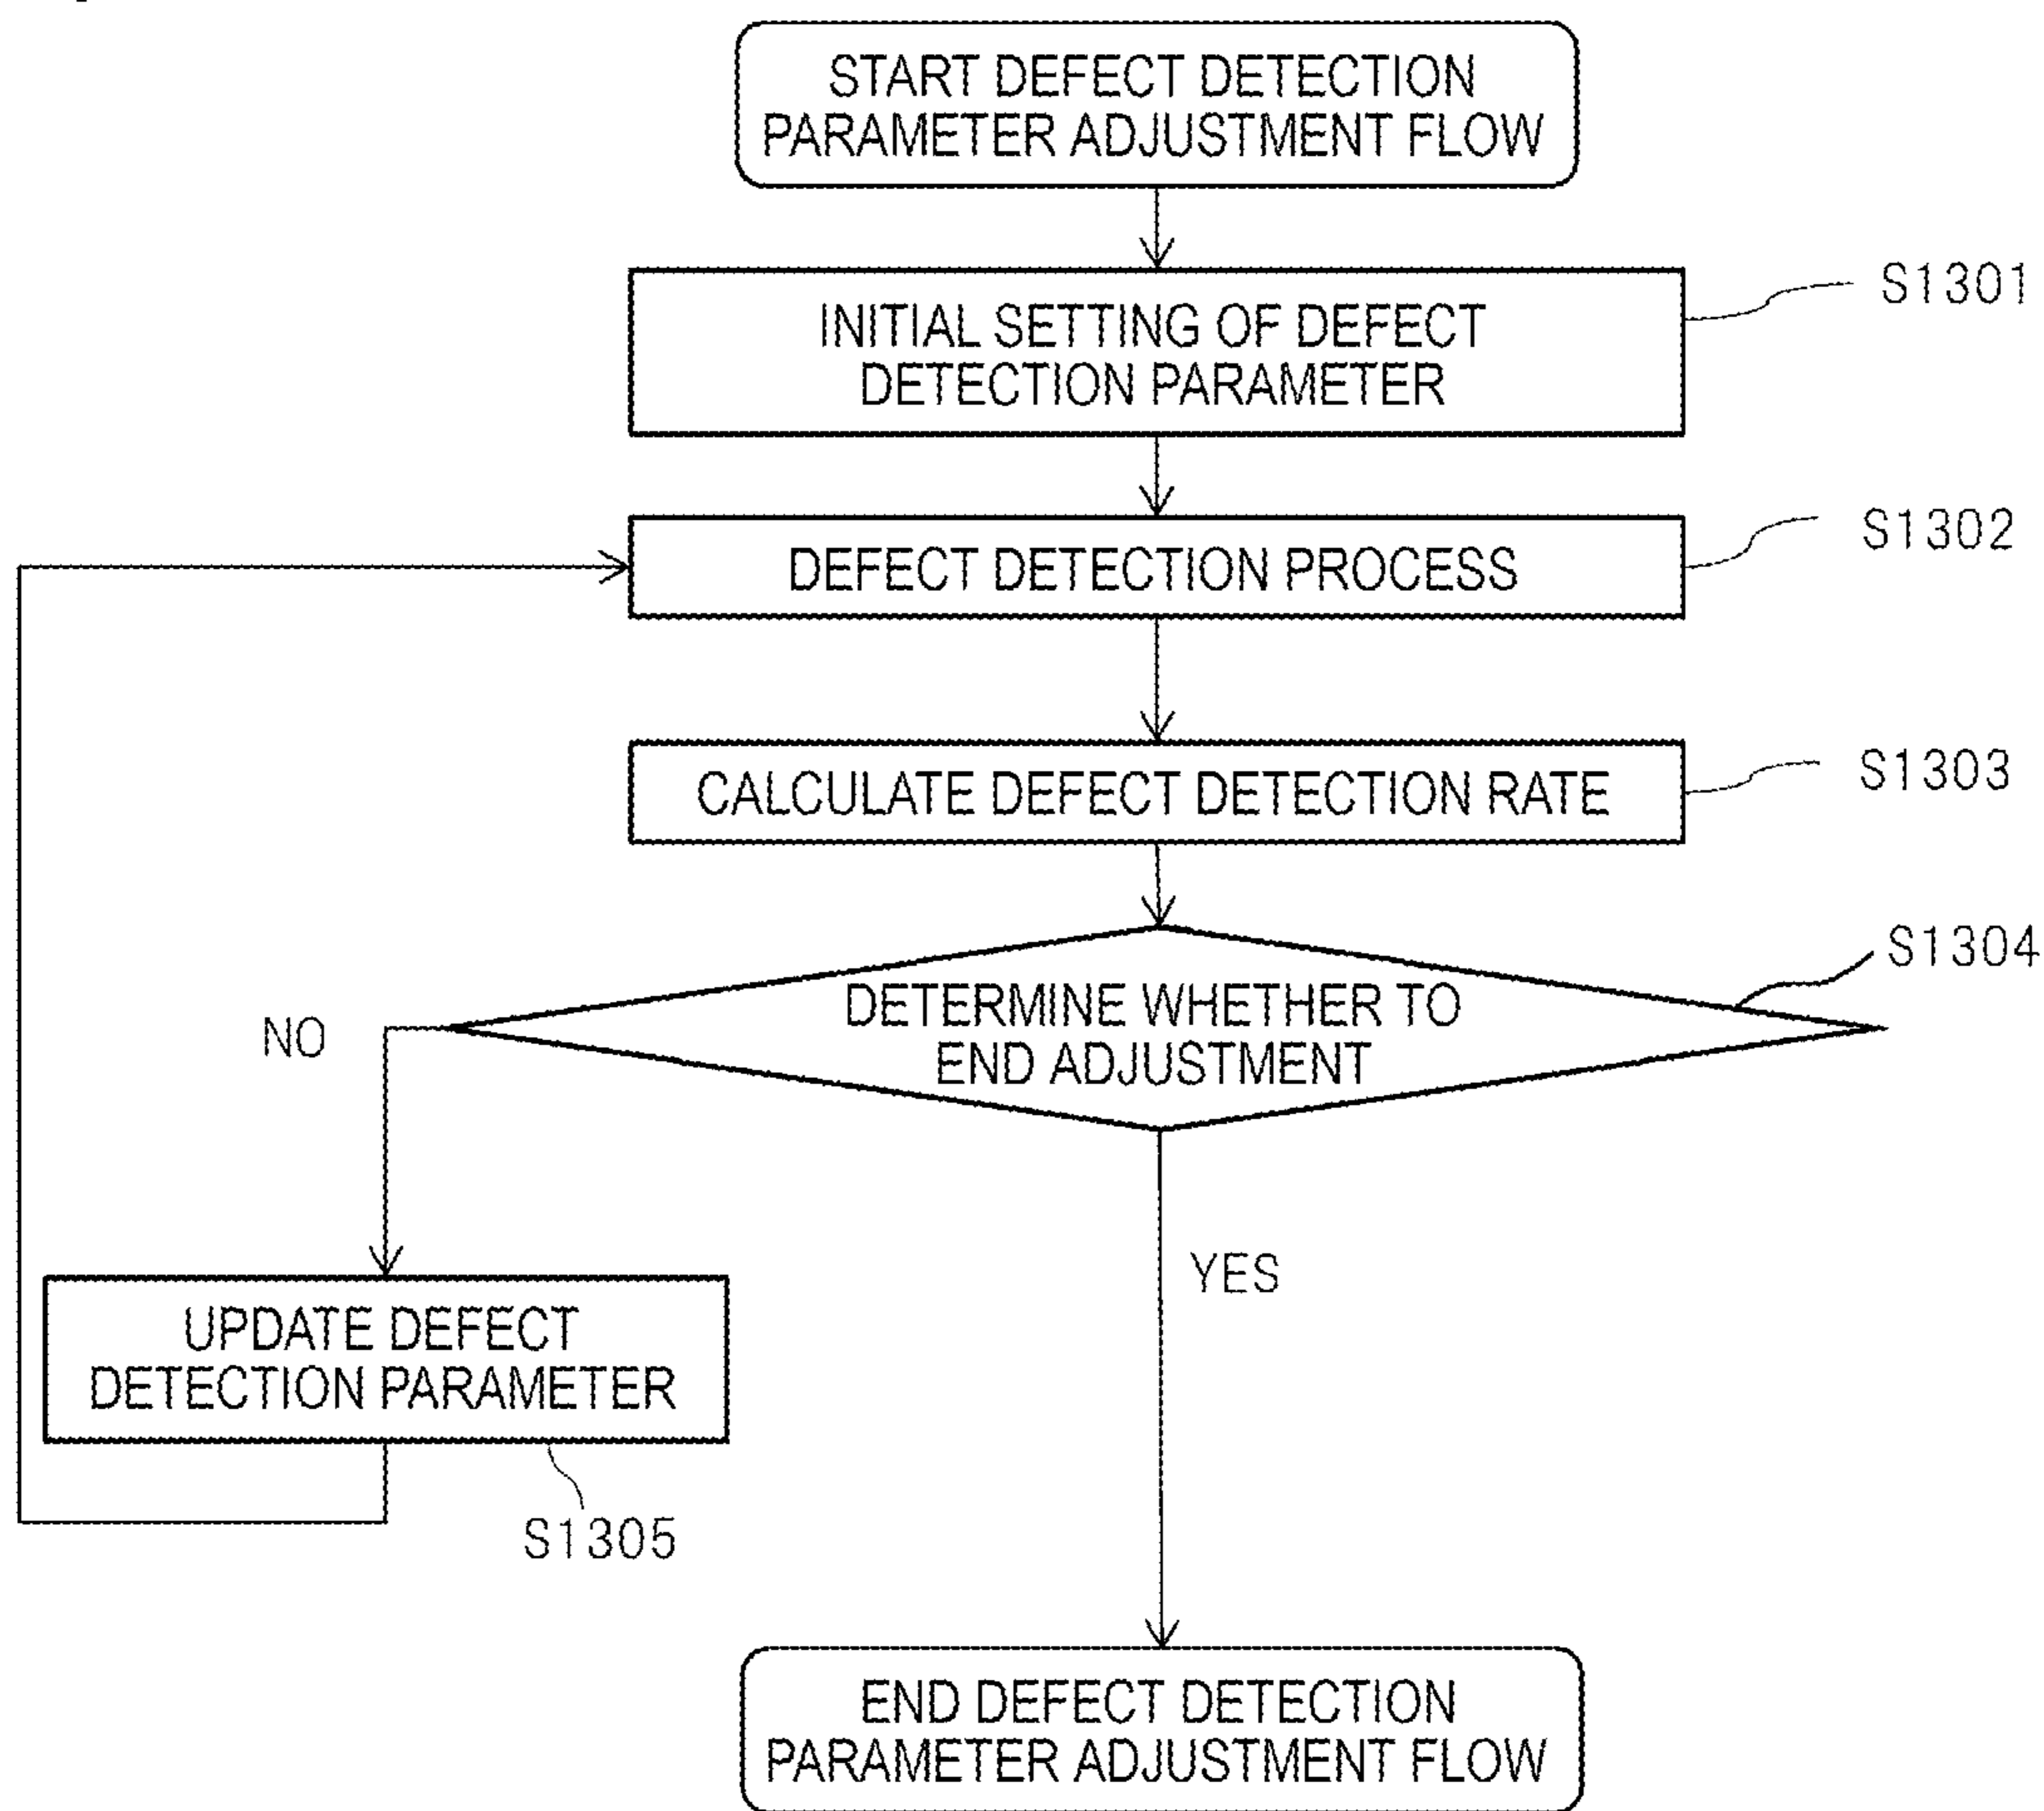 START DEFECT DETECTION
PARAMETER ADJUSTMENT FLOW
S1301
INITIAL SETTING OF DEFECT
DETECTION PARAMETER
S1302
DEFECT DETECTION PROCESS
S1303
CALCULATE DEFECT DETECTION RATE
S1304
DETERMINE WHETHER TO
END ADJUSTMENT
NO
YES
UPDATE DEFECT
DETECTION PARAMETER
S1305
END DEFECT DETECTION
PARAMETER ADJUSTMENT FLOW